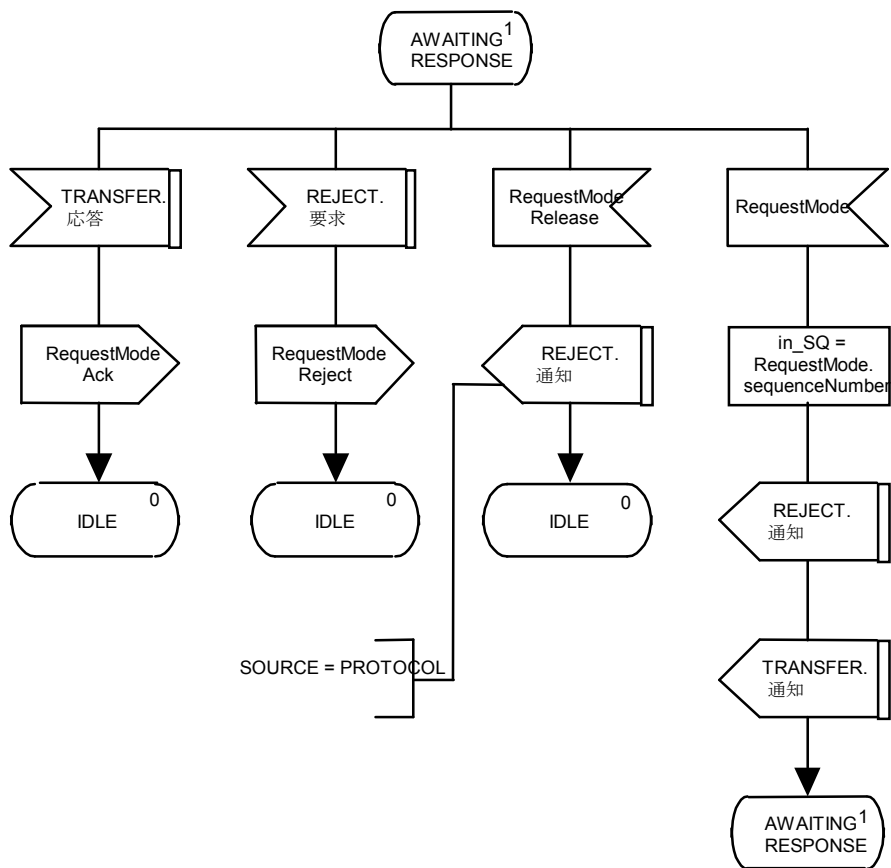 AWAITING 1
RESPONSE
TRANSFER.
応答
REJECT.
要求
RequestMode
Release
RequestMode
RequestMode
Ack
RequestMode
Reject
REJECT.
通知
in_SQ =
RequestMode.
sequenceNumber
0
IDLE
0
IDLE
0
IDLE
REJECT.
通知
SOURCE = PROTOCOL
TRANSFER.
通知
AWAITING 1
RESPONSE